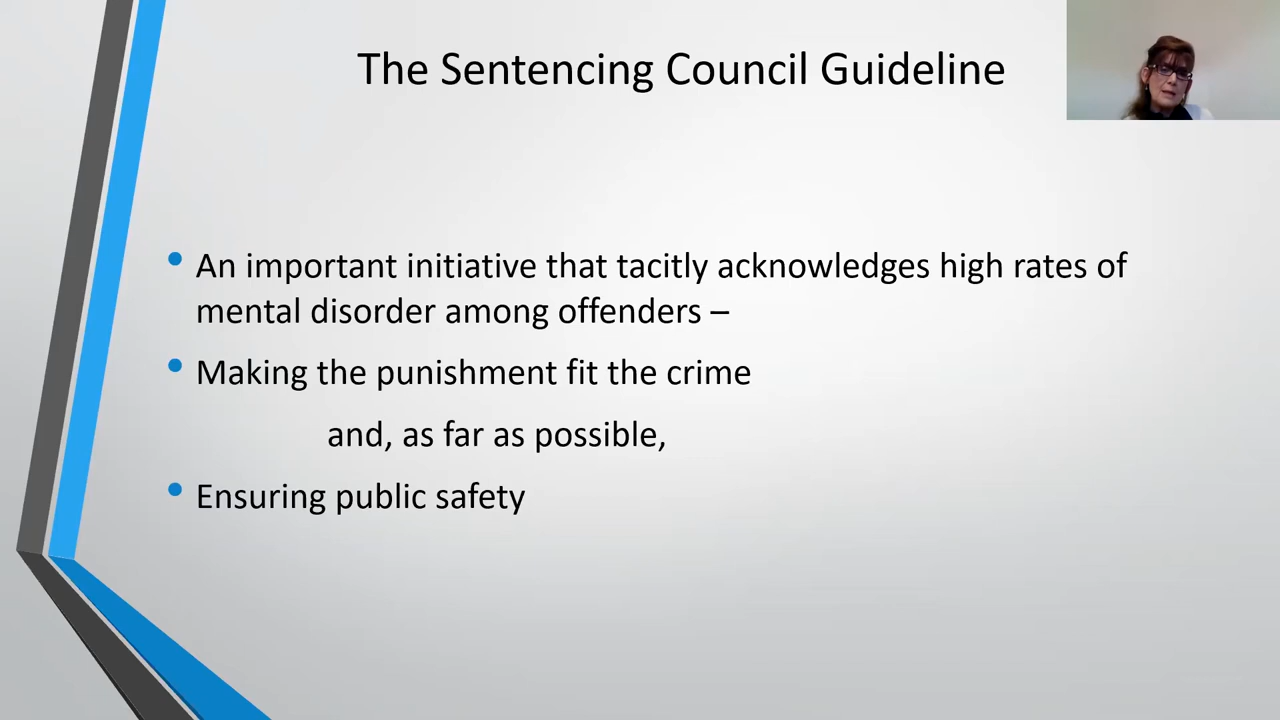 The Sentencing Council Guideline
• An important initiative that tacitly acknowledges high rates of
mental disorder among offenders –
• Making the punishment fit the crime
and, as far as possible,
• Ensuring public safety